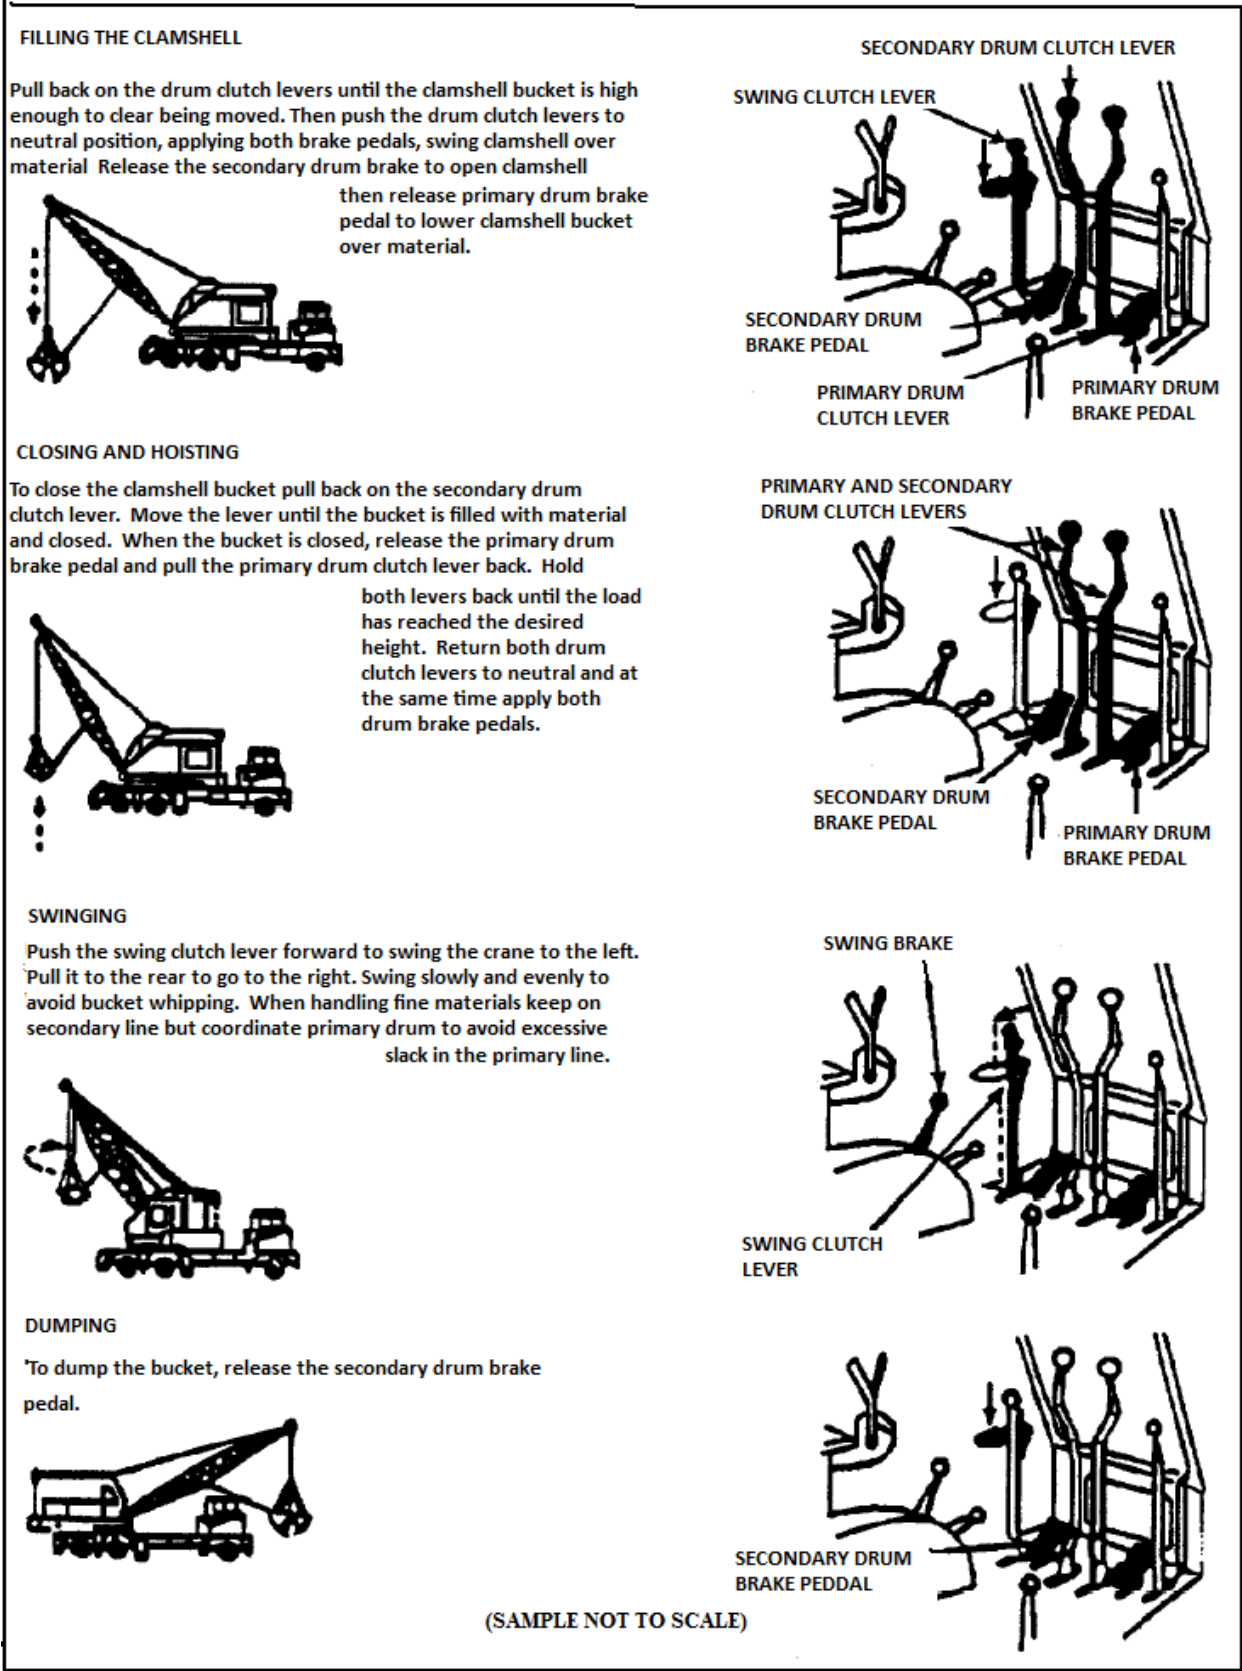 FILLING THE CLAMSHELL
Pull back on the drum clutch levers until the clamshell bucket is high
enough to clear being moved. Then push the drum clutch levers to
neutral position, applying both brake pedals, swing clamshell over
material Release the secondary drum brake to open clamshell
then release primary drum brake
pedal to lower clamshell bucket
over material.
SECONDARY DRUM CLUTCH LEVER
SWING CLUTCH LEVER
SECONDARY DRUM
BRAKE PEDAL
PRIMARY DRUM
CLUTCH LEVER
PRIMARY DRUM
BRAKE PEDAL
CLOSING AND HOISTING
To close the clamshell bucket pull back on the secondary drum
clutch lever. Move the lever until the bucket is filled with material
and closed. When the bucket is closed, release the primary drum
brake pedal and pull the primary drum clutch lever back. Hold
both levers back until the load
has reached the desired
height. Return both drum
clutch levers to neutral and at
the same time apply both
drum brake pedals.
PRIMARY AND SECONDARY
DRUM CLUTCH LEVERS
SECONDARY DRUM
BRAKE PEDAL
PRIMARY DRUM
BRAKE PEDAL
SWINGING
Push the swing clutch lever forward to swing the crane to the left.
Pull it to the rear to go to the right. Swing slowly and evenly to
avoid bucket whipping. When handling fine materials keep on
secondary line but coordinate primary drum to avoid excessive
slack in the primary line.
SWING BRAKE
SWING CLUTCH
LEVER
DUMPING
To dump the bucket, release the secondary drum brake
pedal.
SECONDARY DRUM
BRAKE PEDDAL
(SAMPLE NOT TO SCALE)